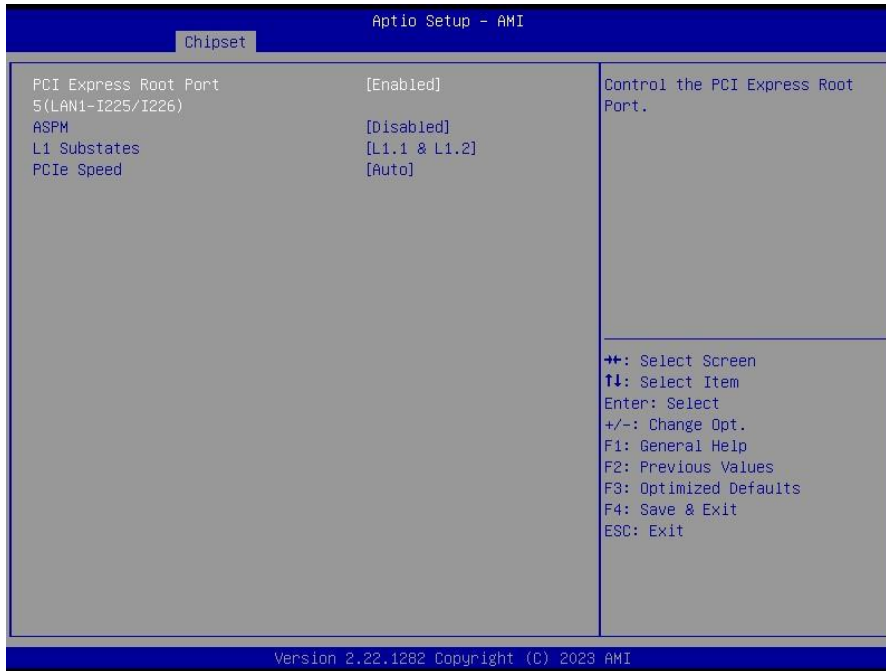 Aptio Setup - AMI
Chipset
PCI Express Root Port [Enabled]
5(LAN1-I225/I226)
ASPM [Disabled]
L1 Substates [L1.1 & L1.2]
PCIe Speed [Auto]
Control the PCI Express Root
Port.
→←: Select Screen
↑↓: Select Item
Enter: Select
+/-: Change Opt.
F1: General Help
F2: Previous Values
F3: Optimized Defaults
F4: Save & Exit
ESC: Exit
Version 2.22.1282 Copyright (C) 2023 AMI